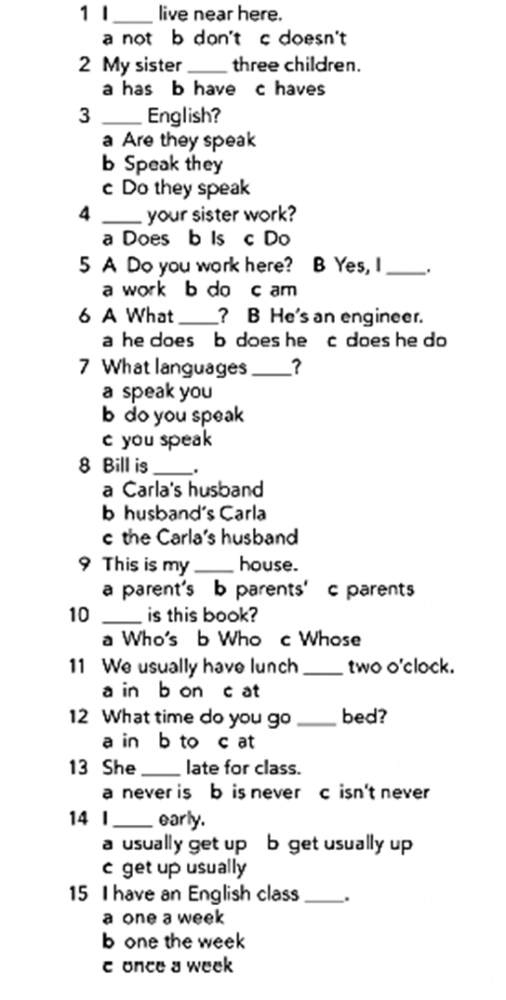 1 I ____ live near here.
a not b don't c doesn't
2 My sister ____ three children.
a has b have c haves
3 ____ English?
a Are they speak
b Speak they
c Do they speak
4 ____ your sister work?
a Does b Is c Do
5 A Do you work here? B Yes, I ____.
a work b do c am
6 A What ____? B He's an engineer.
a he does b does he c does he do
7 What languages ____?
a speak you
b do you speak
c you speak
8 Bill is ____.
a Carla's husband
b husband's Carla
c the Carla's husband
9 This is my ____ house.
a parent's b parents' c parents
10 ____ is this book?
a Who's b Who c Whose
11 We usually have lunch ____ two o'clock.
a in b on c at
12 What time do you go ____ bed?
a in b to c at
13 She ____ late for class.
a never is b is never c isn't never
14 I ____ early.
a usually get up b get usually up
c get up usually
15 I have an English class ____.
a one a week
b one the week
c once a week